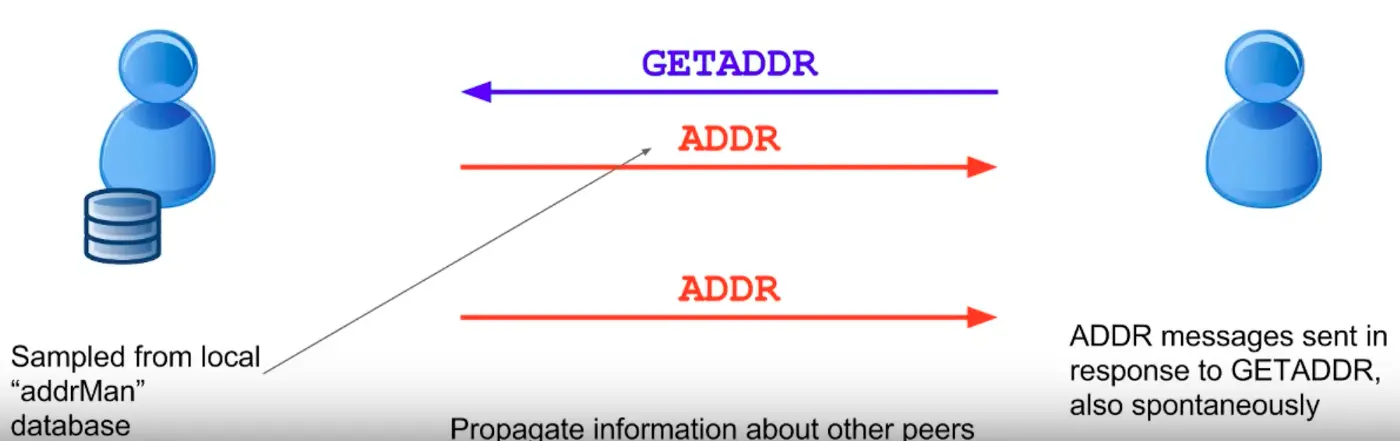 GETADDR
ADDR
ADDR
Sampled from local
“addrMan”
database
Propagate information about other peers
ADDR messages sent in
response to GETADDR,
also spontaneously